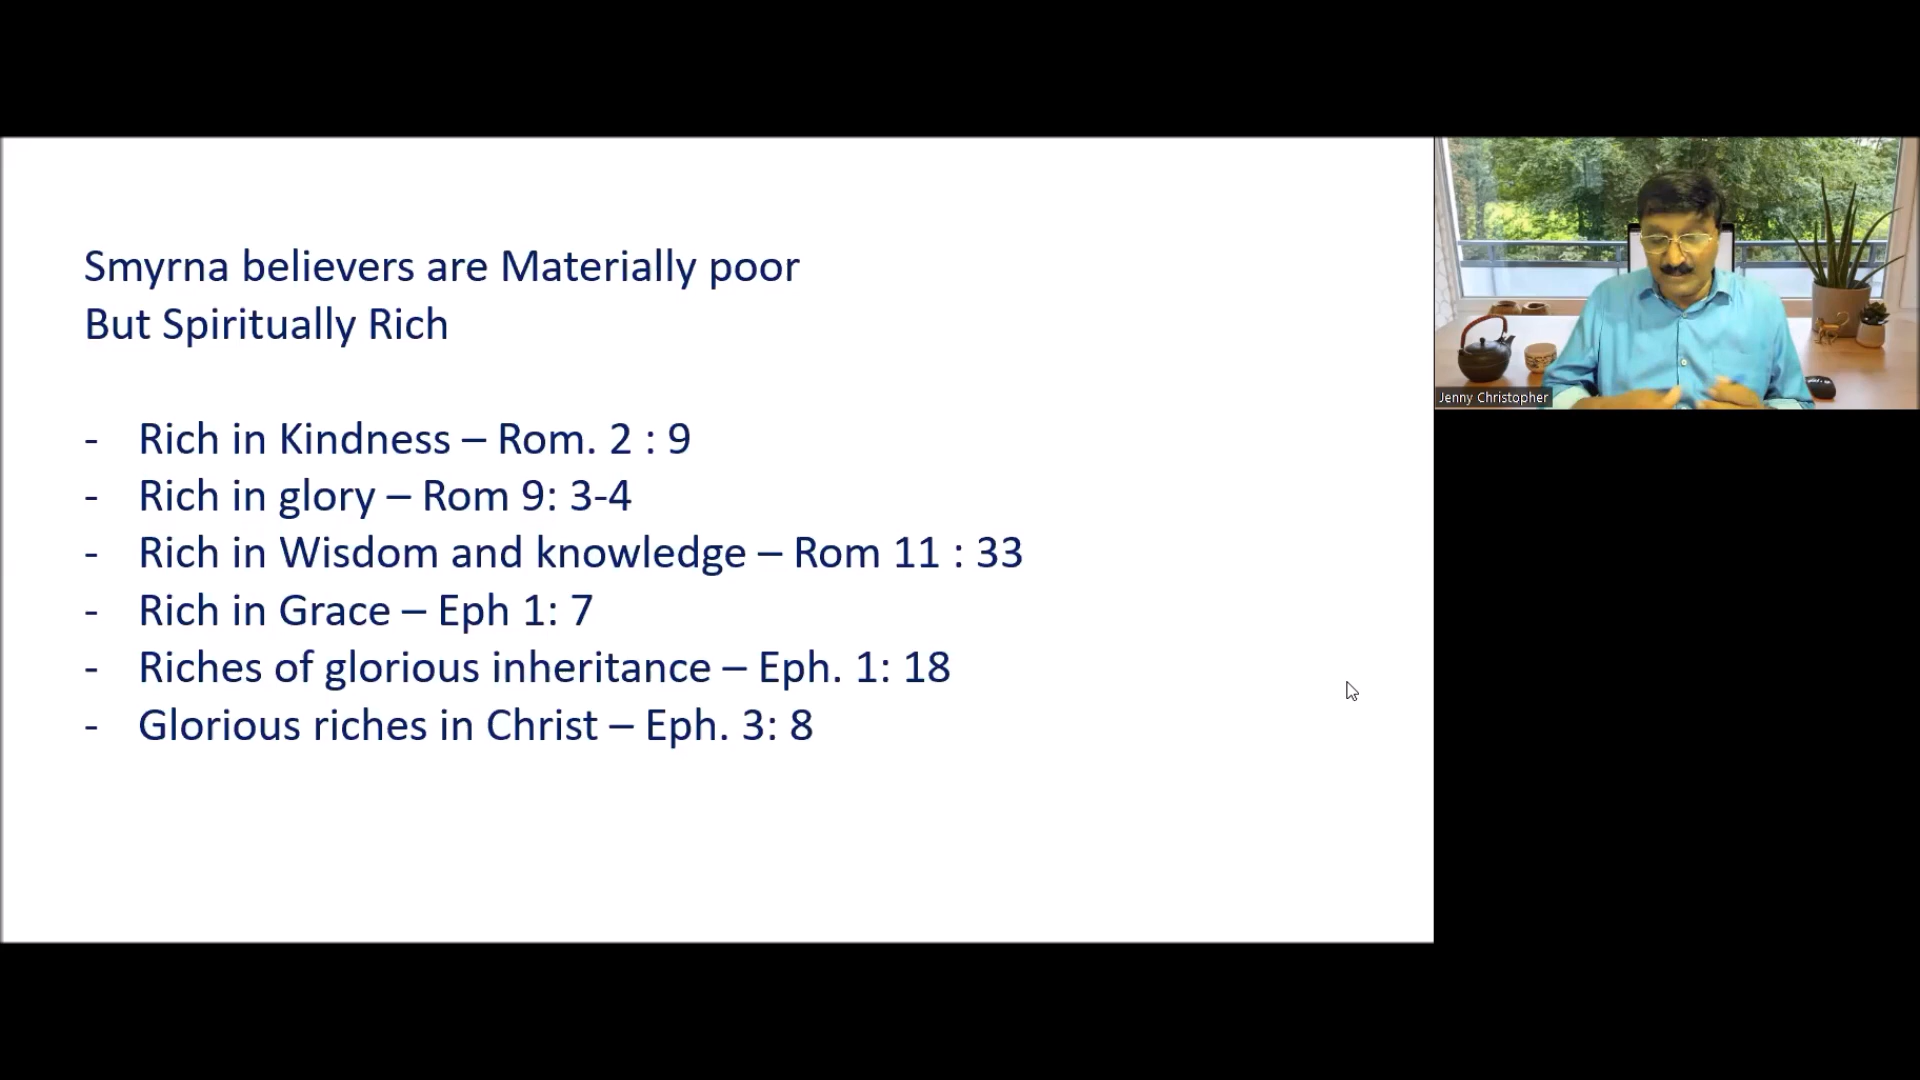 Smyrna believers are Materially poor
But Spiritually Rich
- Rich in Kindness – Rom. 2 : 9
- Rich in glory – Rom 9: 3-4
- Rich in Wisdom and knowledge – Rom 11 : 33
- Rich in Grace – Eph 1: 7
- Riches of glorious inheritance – Eph. 1: 18
- Glorious riches in Christ – Eph. 3: 8
Jenny Christopher